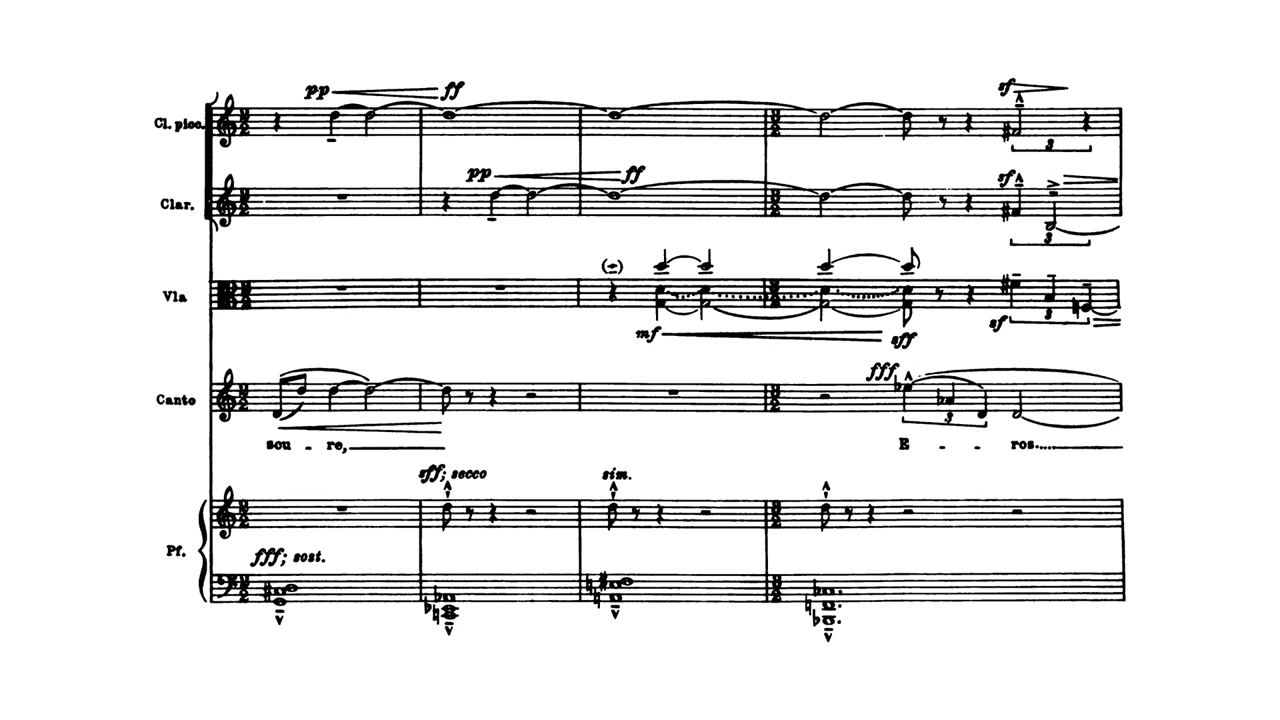 pp ff
Cl. picc. sf
3
pp ff
Clar. sf
3
Vla
mf sff sf 3
fff
Canto 3
scu - re, E - - ros....
sff; secco sim.
Pf.
fff; sost.